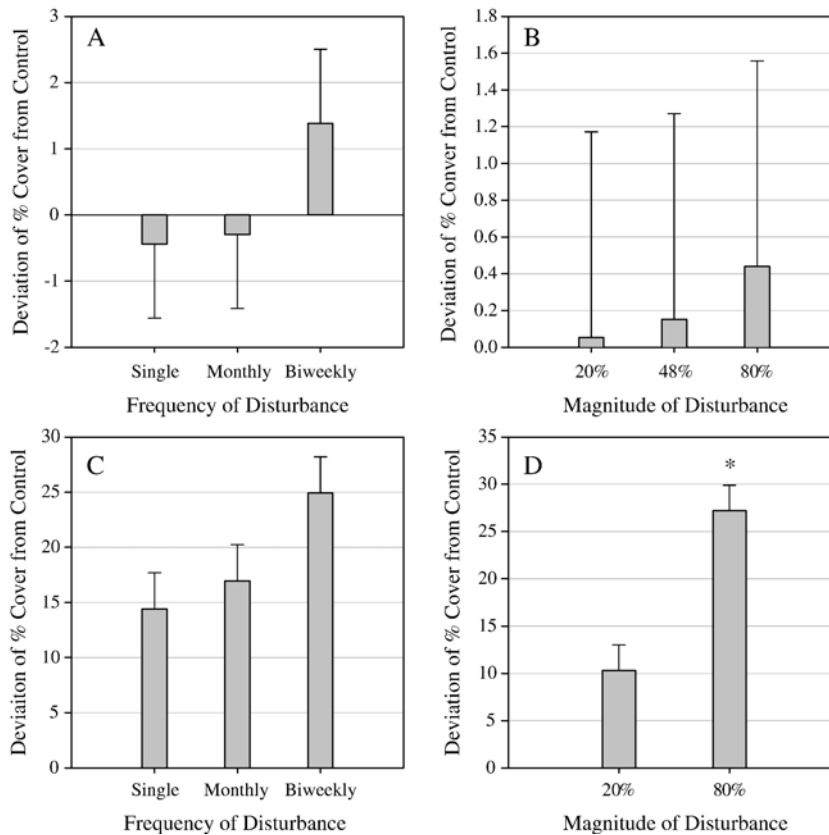 A
Deviation of % Cover from Control
3
2
1
0
-1
-2
Single Monthly Biweekly
Frequency of Disturbance
B
Deviation of % Conver from Control
1.8
1.6
1.4
1.2
1.0
0.8
0.6
0.4
0.2
0.0
20% 48% 80%
Magnitude of Disturbance
C
Deviaiton of % Cover from Control
30
25
20
15
10
5
0
Single Monthly Biweekly
Frequency of Disturbance
D
*
Deviation of % Cover from Control
35
30
25
20
15
10
5
0
20% 80%
Magnitude of Disturbance